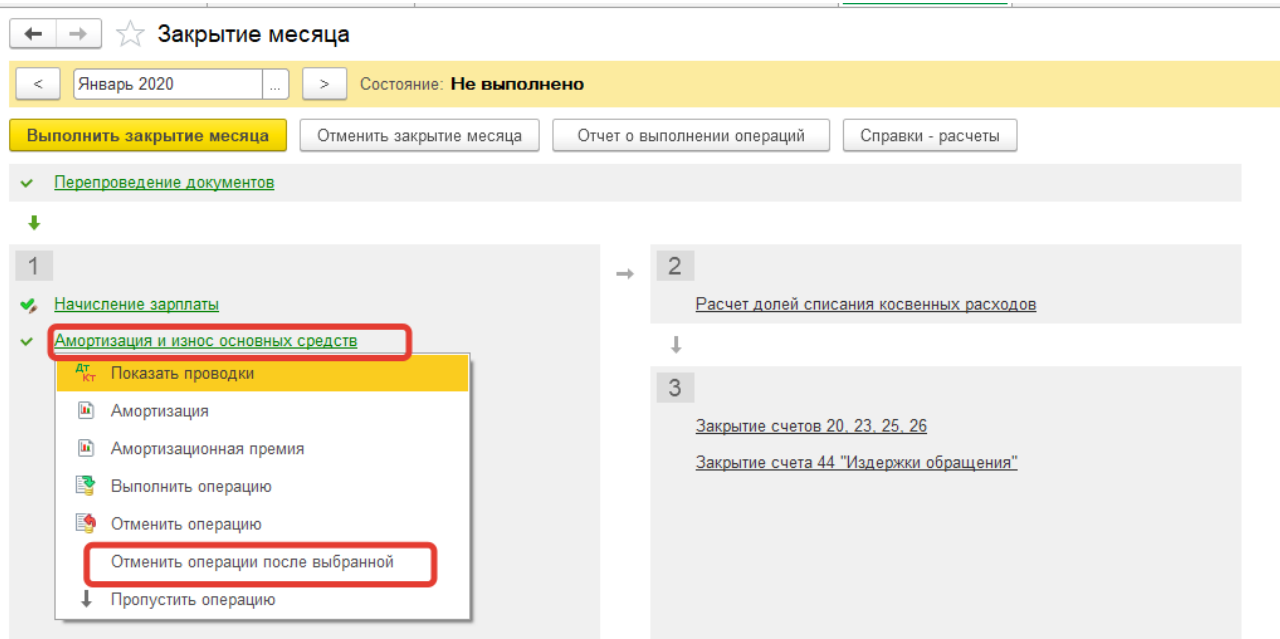 Закрытие месяца
< Январь 2020 ... > Состояние: Не выполнено
Выполнить закрытие месяца Отменить закрытие месяца Отчет о выполнении операций Справки - расчеты
Перепроведение документов
1
Начисление зарплаты
Амортизация и износ основных средств
Дт Кт Показать проводки
Амортизация
Амортизационная премия
Выполнить операцию
Отменить операцию
Отменить операции после выбранной
Пропустить операцию
2
Расчет долей списания косвенных расходов
3
Закрытие счетов 20, 23, 25, 26
Закрытие счета 44 "Издержки обращения"